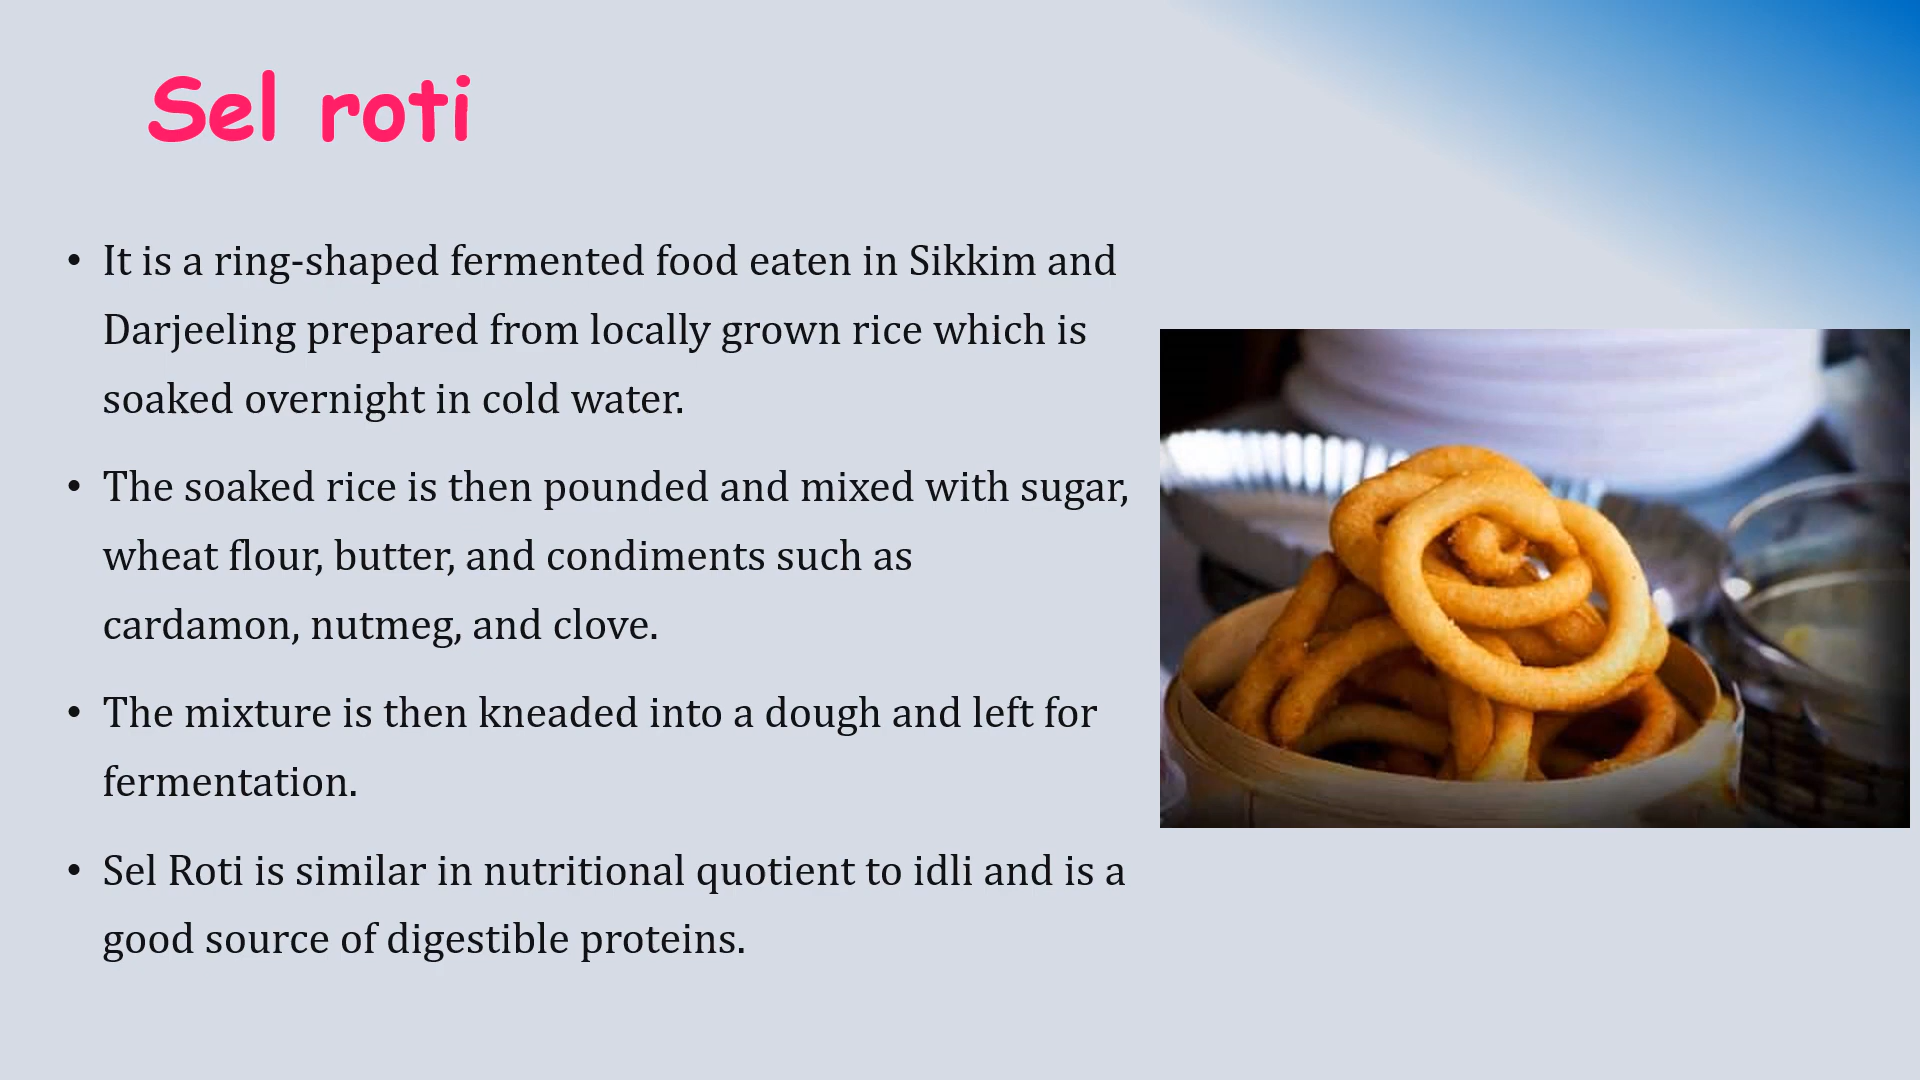 Sel roti
• It is a ring-shaped fermented food eaten in Sikkim and
Darjeeling prepared from locally grown rice which is
soaked overnight in cold water.
• The soaked rice is then pounded and mixed with sugar,
wheat flour, butter, and condiments such as
cardamon, nutmeg, and clove.
• The mixture is then kneaded into a dough and left for
fermentation.
• Sel Roti is similar in nutritional quotient to idli and is a
good source of digestible proteins.